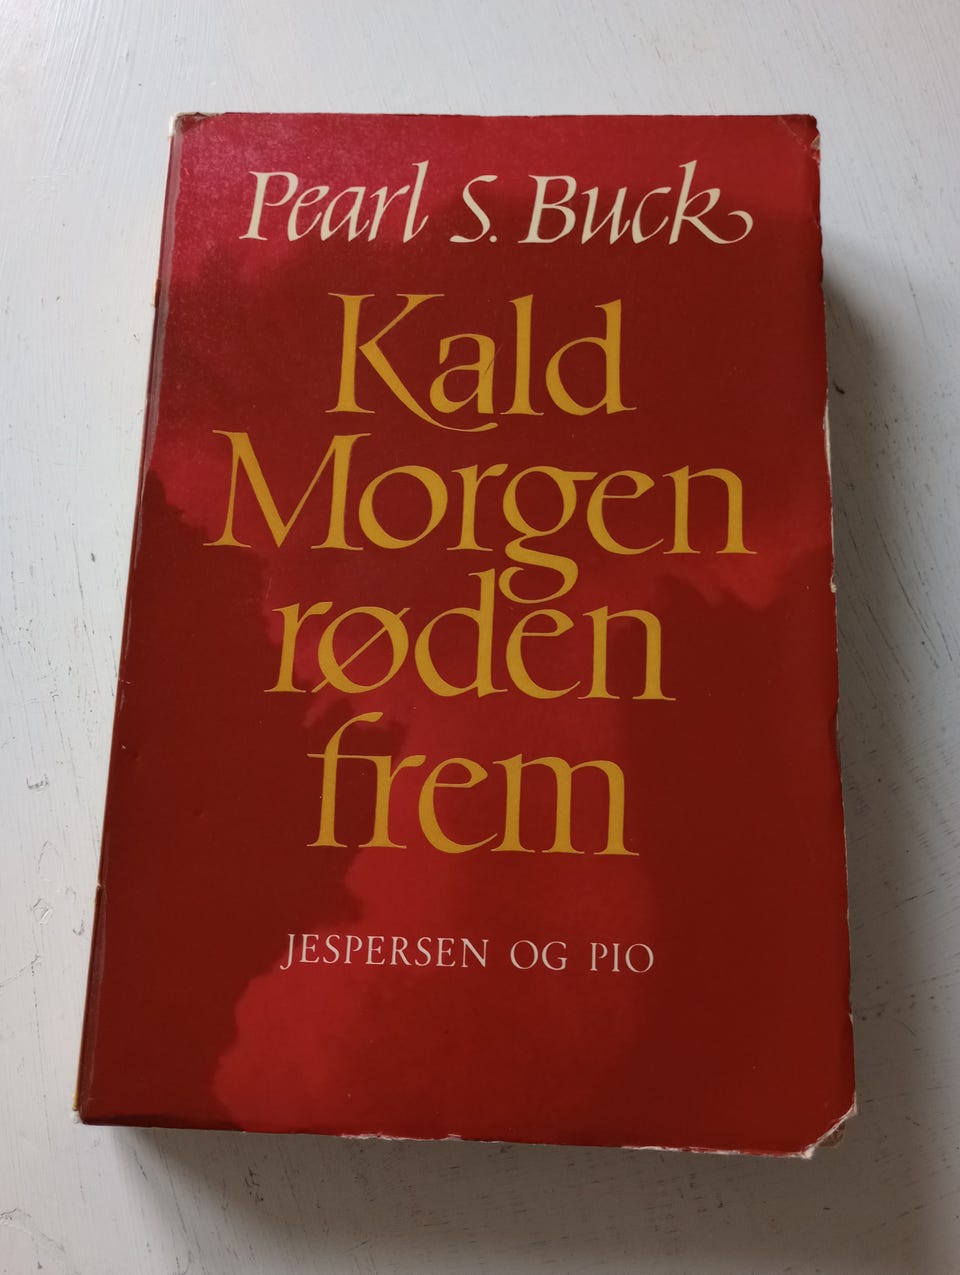 Pearl S. Buck
Kald
Morgen
røden
frem
JESPERSEN OG PIO